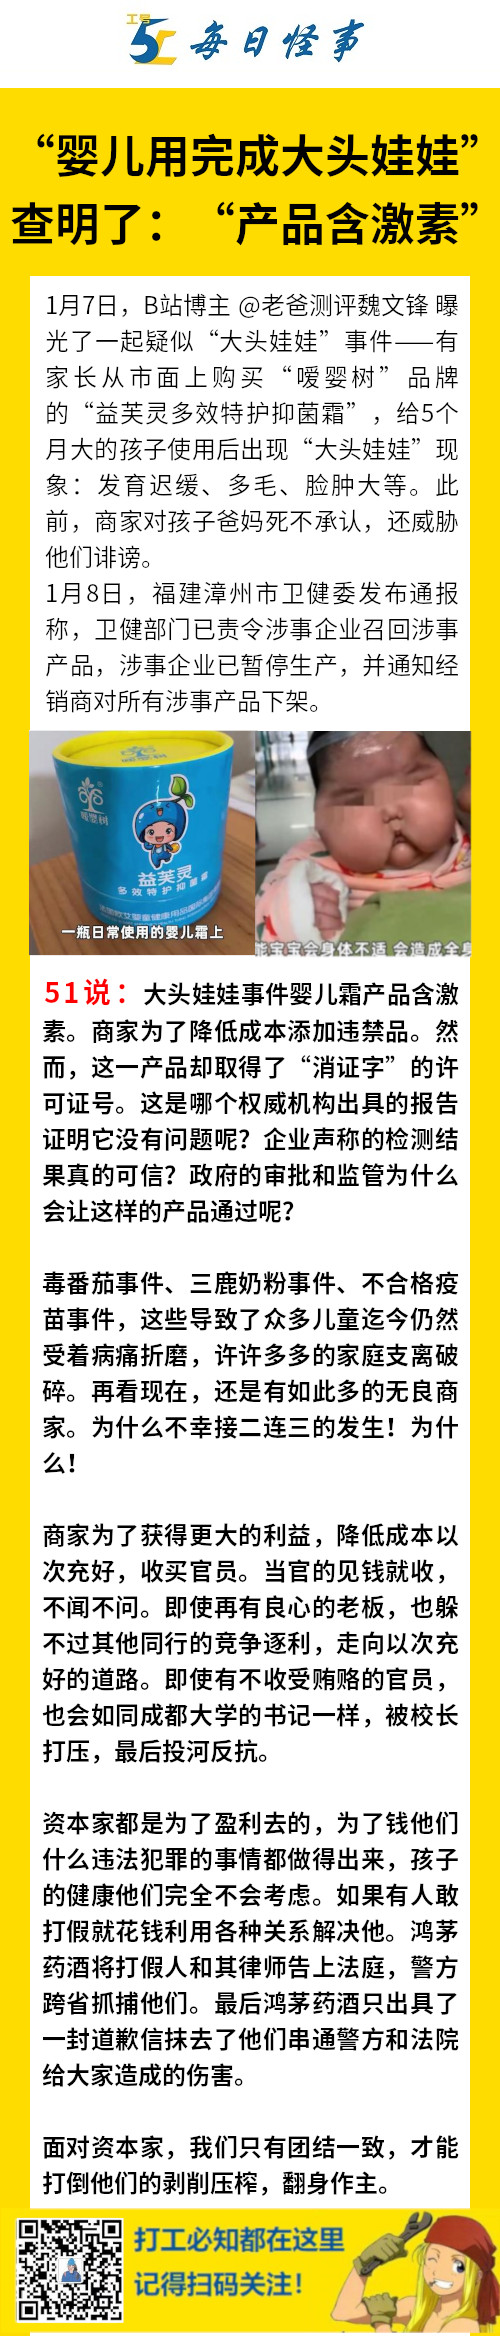 工号
51
每日怪事
“婴儿用完成大头娃娃”
查明了：“产品含激素”
1月7日，B站博主 @老爸测评魏文锋 曝
光了一起疑似“大头娃娃”事件——有
家长从市面上购买“嗳婴树”品牌
的“益芙灵多效特护抑菌霜”，给5个
月大的孩子使用后出现“大头娃娃”现
象：发育迟缓、多毛、脸肿大等。此
前，商家对孩子爸妈死不承认，还威胁
他们诽谤。
1月8日，福建漳州市卫健委发布通报
称，卫健部门已责令涉事企业召回涉事
产品，涉事企业已暂停生产，并通知经
销商对所有涉事产品下架。
嗳婴树
益芙灵
多效特护抑菌霜
一瓶日常使用的婴儿霜上
能宝宝会身体不适 会造成全身
51说：大头娃娃事件婴儿霜产品含激
素。商家为了降低成本添加违禁品。然
而，这一产品却取得了“消证字”的许
可证号。这是哪个权威机构出具的报告
证明它没有问题呢？企业声称的检测结
果真的可信？政府的审批和监管为什么
会让这样的产品通过呢？
毒番茄事件、三鹿奶粉事件、不合格疫
苗事件，这些导致了众多儿童迄今仍然
受着病痛折磨，许许多多的家庭支离破
碎。再看现在，还是有如此多的无良商
家。为什么不幸接二连三的发生！为什
么！
商家为了获得更大的利益，降低成本以
次充好，收买官员。当官的见钱就收，
不闻不问。即使再有良心的老板，也躲
不过其他同行的竞争逐利，走向以次充
好的道路。即使有不收受贿赂的官员，
也会如同成都大学的书记一样，被校长
打压，最后投河反抗。
资本家都是为了盈利去的，为了钱他们
什么违法犯罪的事情都做得出来，孩子
的健康他们完全不会考虑。如果有人敢
打假就花钱利用各种关系解决他。鸿茅
药酒将打假人和其律师告上法庭，警方
跨省抓捕他们。最后鸿茅药酒只出具了
一封道歉信抹去了他们串通警方和法院
给大家造成的伤害。
面对资本家，我们只有团结一致，才能
打倒他们的剥削压榨，翻身作主。
打工必知都在这里
记得扫码关注！